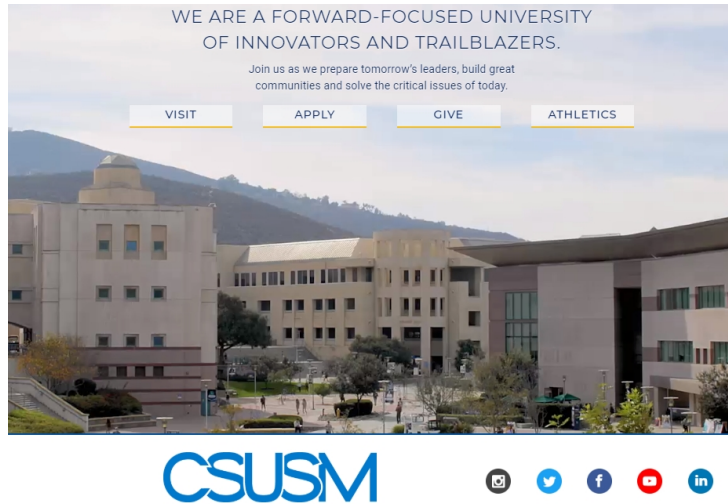 WE ARE A FORWARD-FOCUSED UNIVERSITY
OF INNOVATORS AND TRAILBLAZERS.
Join us as we prepare tomorrow's leaders, build great
communities and solve the critical issues of today.
VISIT APPLY GIVE ATHLETICS
CSUSM